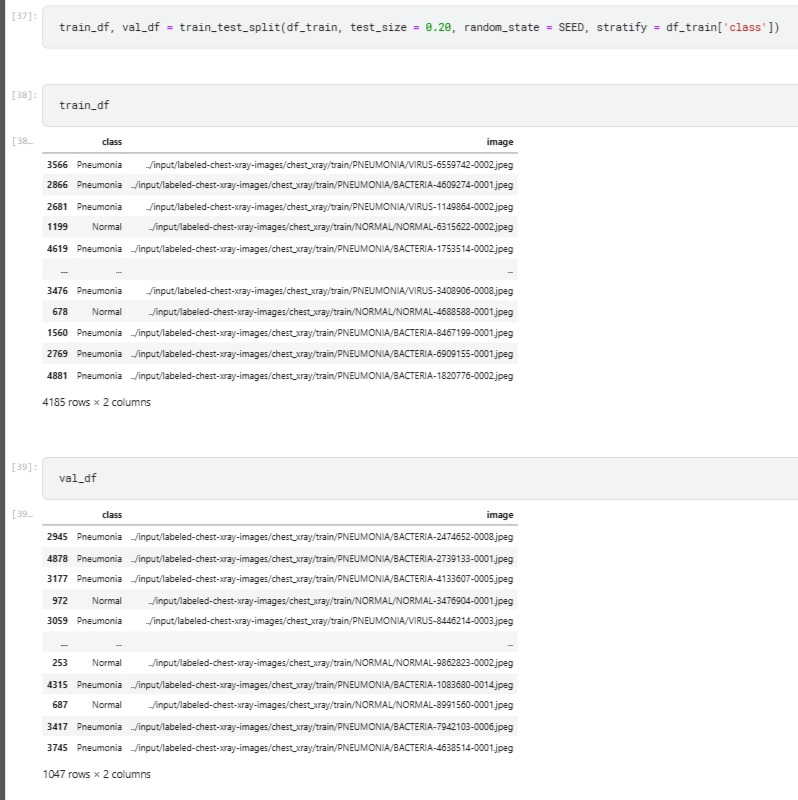 [37]:
train_df, val_df = train_test_split(df_train, test_size = 0.20, random_state = SEED, stratify = df_train['class'])
[38]:
train_df
[38...
class image
3566 Pneumonia ../input/labeled-chest-xray-images/chest_xray/train/PNEUMONIA/VIRUS-6559742-0002.jpeg
2866 Pneumonia ../input/labeled-chest-xray-images/chest_xray/train/PNEUMONIA/BACTERIA-4609274-0001.jpeg
2681 Pneumonia ../input/labeled-chest-xray-images/chest_xray/train/PNEUMONIA/VIRUS-1149864-0002.jpeg
1199 Normal ../input/labeled-chest-xray-images/chest_xray/train/NORMAL/NORMAL-6315622-0002.jpeg
4619 Pneumonia ../input/labeled-chest-xray-images/chest_xray/train/PNEUMONIA/BACTERIA-1753514-0002.jpeg
... ... ...
3476 Pneumonia ../input/labeled-chest-xray-images/chest_xray/train/PNEUMONIA/VIRUS-3408906-0008.jpeg
678 Normal ../input/labeled-chest-xray-images/chest_xray/train/NORMAL/NORMAL-4688588-0001.jpeg
1560 Pneumonia ../input/labeled-chest-xray-images/chest_xray/train/PNEUMONIA/BACTERIA-8467199-0001.jpeg
2769 Pneumonia ../input/labeled-chest-xray-images/chest_xray/train/PNEUMONIA/BACTERIA-6909155-0001.jpeg
4881 Pneumonia ../input/labeled-chest-xray-images/chest_xray/train/PNEUMONIA/BACTERIA-1820776-0002.jpeg
4185 rows × 2 columns
[39]:
val_df
[39...
class image
2945 Pneumonia ../input/labeled-chest-xray-images/chest_xray/train/PNEUMONIA/BACTERIA-2474652-0008.jpeg
4878 Pneumonia ../input/labeled-chest-xray-images/chest_xray/train/PNEUMONIA/BACTERIA-2739133-0001.jpeg
3177 Pneumonia ../input/labeled-chest-xray-images/chest_xray/train/PNEUMONIA/BACTERIA-4133607-0005.jpeg
972 Normal ../input/labeled-chest-xray-images/chest_xray/train/NORMAL/NORMAL-3476904-0001.jpeg
3059 Pneumonia ../input/labeled-chest-xray-images/chest_xray/train/PNEUMONIA/VIRUS-8446214-0003.jpeg
... ... ...
253 Normal ../input/labeled-chest-xray-images/chest_xray/train/NORMAL/NORMAL-9862823-0002.jpeg
4315 Pneumonia ../input/labeled-chest-xray-images/chest_xray/train/PNEUMONIA/BACTERIA-1083680-0014.jpeg
687 Normal ../input/labeled-chest-xray-images/chest_xray/train/NORMAL/NORMAL-8991560-0001.jpeg
3417 Pneumonia ../input/labeled-chest-xray-images/chest_xray/train/PNEUMONIA/BACTERIA-7942103-0006.jpeg
3745 Pneumonia ../input/labeled-chest-xray-images/chest_xray/train/PNEUMONIA/BACTERIA-4638514-0001.jpeg
1047 rows × 2 columns